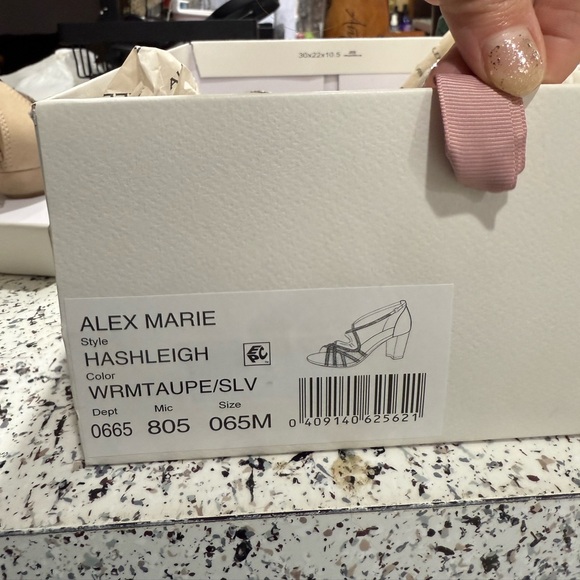 30x22x10.5
ALEX MARIE
Style
HASHLEIGH
Color
WRMTAUPE/SLV
Dept Mic Size
0665 805 065M
0 409140 625621